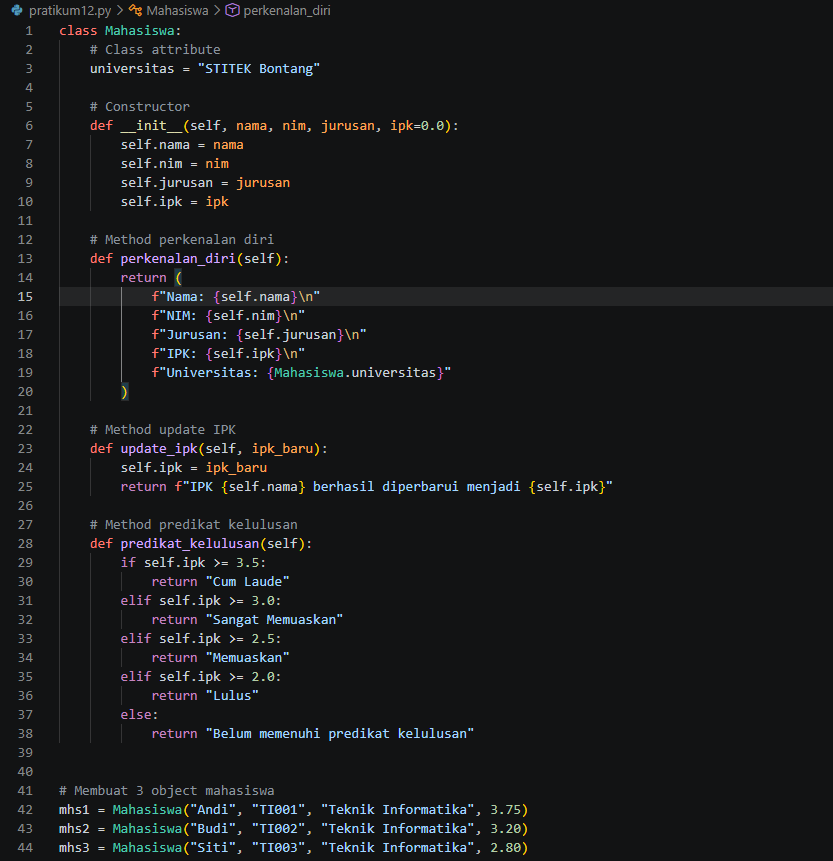 pratikum12.py > Mahasiswa > perkenalan_diri
1 class Mahasiswa:
2     # Class attribute
3     universitas = "STITEK Bontang"
4
5     # Constructor
6     def __init__(self, nama, nim, jurusan, ipk=0.0):
7         self.nama = nama
8         self.nim = nim
9         self.jurusan = jurusan
10         self.ipk = ipk
11
12     # Method perkenalan diri
13     def perkenalan_diri(self):
14         return (
15             f"Nama: {self.nama}\n"
16             f"NIM: {self.nim}\n"
17             f"Jurusan: {self.jurusan}\n"
18             f"IPK: {self.ipk}\n"
19             f"Universitas: {Mahasiswa.universitas}"
20         )
21
22     # Method update IPK
23     def update_ipk(self, ipk_baru):
24         self.ipk = ipk_baru
25         return f"IPK {self.nama} berhasil diperbarui menjadi {self.ipk}"
26
27     # Method predikat kelulusan
28     def predikat_kelulusan(self):
29         if self.ipk >= 3.5:
30             return "Cum Laude"
31         elif self.ipk >= 3.0:
32             return "Sangat Memuaskan"
33         elif self.ipk >= 2.5:
34             return "Memuaskan"
35         elif self.ipk >= 2.0:
36             return "Lulus"
37         else:
38             return "Belum memenuhi predikat kelulusan"
39
40
41 # Membuat 3 object mahasiswa
42 mhs1 = Mahasiswa("Andi", "TI001", "Teknik Informatika", 3.75)
43 mhs2 = Mahasiswa("Budi", "TI002", "Teknik Informatika", 3.20)
44 mhs3 = Mahasiswa("Siti", "TI003", "Teknik Informatika", 2.80)